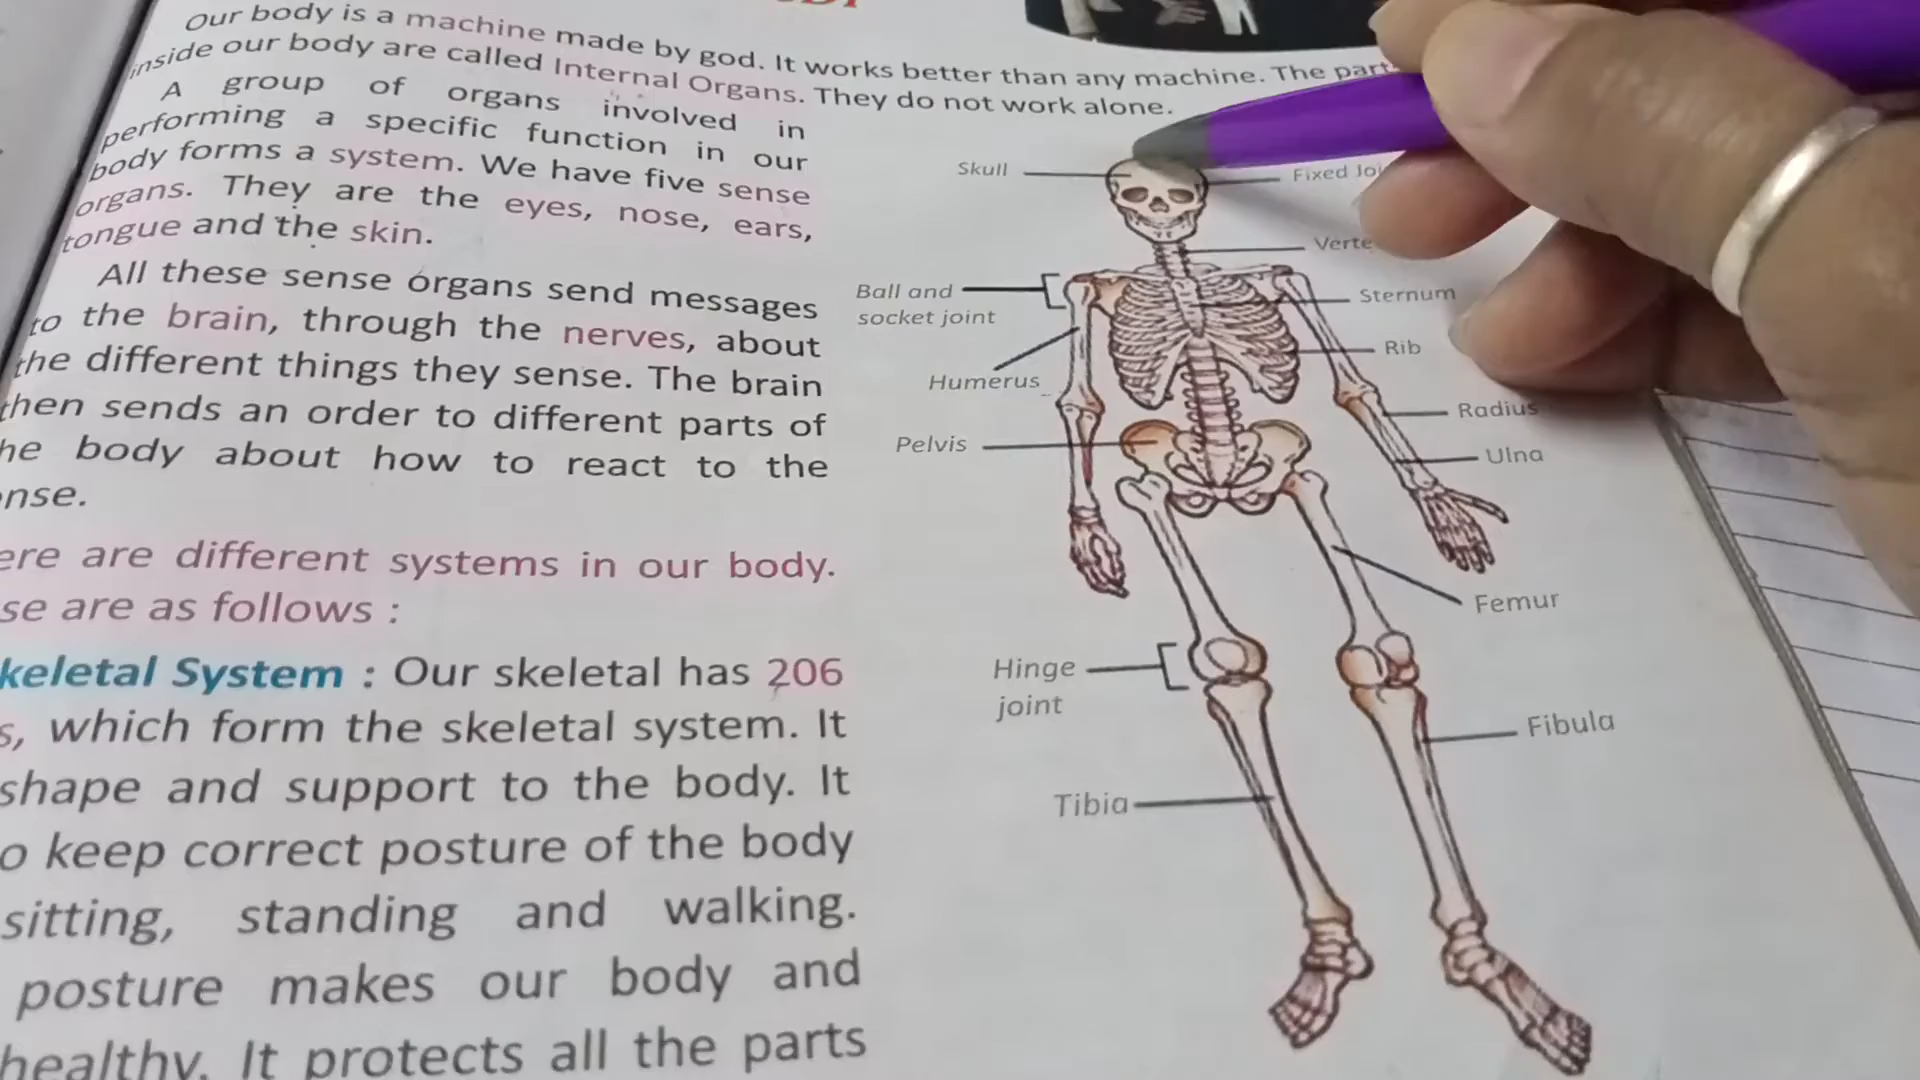 Our body is a machine made by god. It works better than any machine. The part
inside our body are called Internal Organs. They do not work alone.
A group of organs involved in
performing a specific function in our
body forms a system. We have five sense
organs. They are the eyes, nose, ears,
tongue and the skin.
All these sense organs send messages
to the brain, through the nerves, about
the different things they sense. The brain
then sends an order to different parts of
he body about how to react to the
nse.
ere are different systems in our body.
se are as follows :
keletal System : Our skeletal has 206
s, which form the skeletal system. It
shape and support to the body. It
o keep correct posture of the body
sitting, standing and walking.
posture makes our body and
healthy. It protects all the parts
Skull
Fixed Joi
Verte
Ball and
socket joint
Sternum
Rib
Humerus
Radius
Pelvis
Ulna
Femur
Hinge
joint
Fibula
Tibia